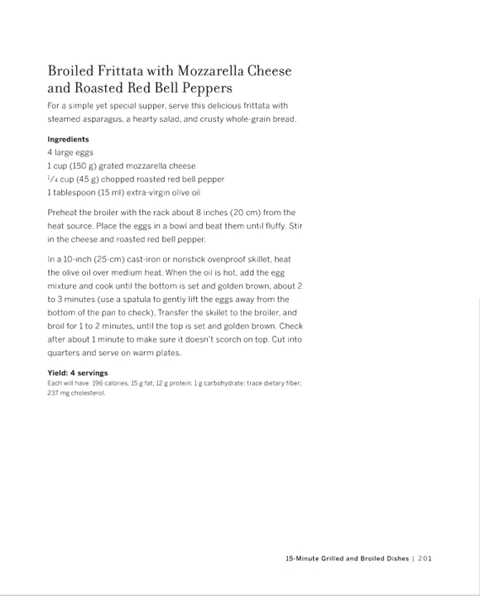 Broiled Frittata with Mozzarella Cheese
and Roasted Red Bell Peppers
For a simple yet special supper, serve this delicious frittata with
steamed asparagus, a hearty salad, and crusty whole-grain bread.
Ingredients
4 large eggs
1 cup (150 g) grated mozzarella cheese
1/4 cup (45 g) chopped roasted red bell pepper
1 tablespoon (15 ml) extra-virgin olive oil
Preheat the broiler with the rack about 8 inches (20 cm) from the
heat source. Place the eggs in a bowl and beat them until fluffy. Stir
in the cheese and roasted red bell pepper.
In a 10-inch (25-cm) cast-iron or nonstick ovenproof skillet, heat
the olive oil over medium heat. When the oil is hot, add the egg
mixture and cook until the bottom is set and golden brown, about 2
to 3 minutes (use a spatula to gently lift the eggs away from the
bottom of the pan to check). Transfer the skillet to the broiler, and
broil for 1 to 2 minutes, until the top is set and golden brown. Check
after about 1 minute to make sure it doesn't scorch on top. Cut into
quarters and serve on warm plates.
Yield: 4 servings
Each will have: 196 calories; 15 g fat; 12 g protein; 1 g carbohydrate; trace dietary fiber;
237 mg cholesterol.
15-Minute Grilled and Broiled Dishes | 201